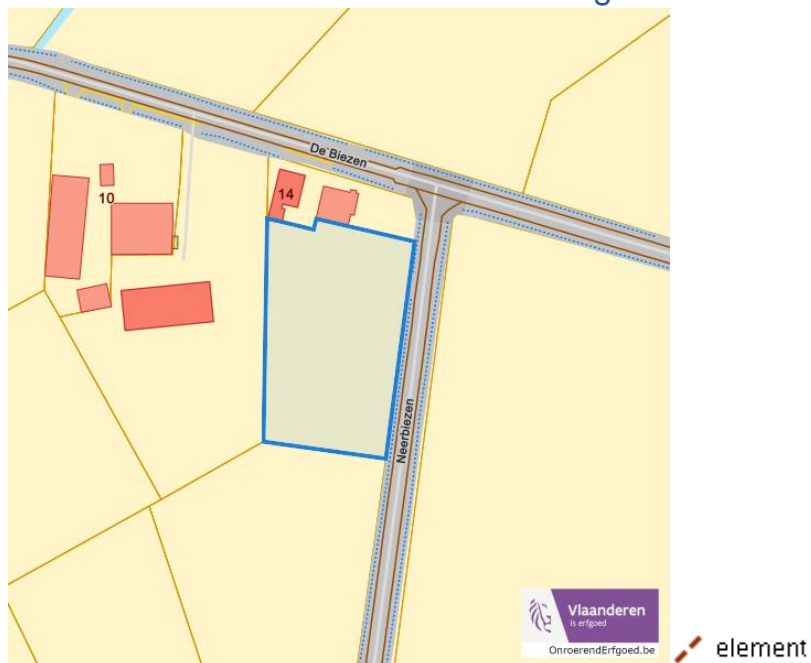 De Biezen
14
10
Neerbiezen
Vlaanderen
is erfgoed
OnroerendErfgoed.be
element